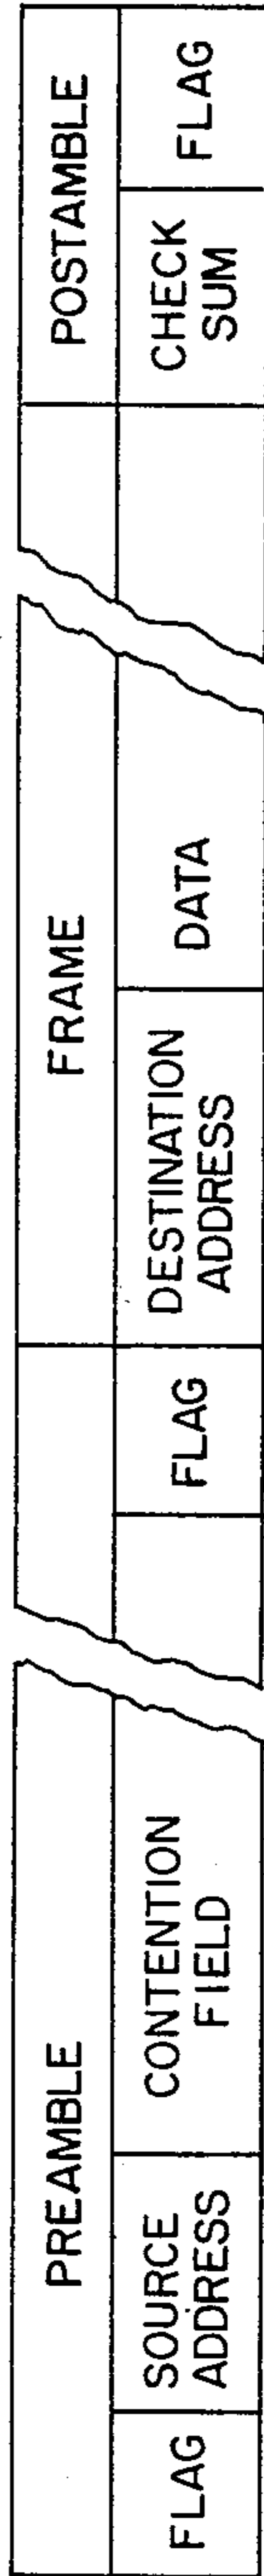 PREAMBLE
FRAME
POSTAMBLE
FLAG
SOURCE
ADDRESS
CONTENTION
FIELD
FLAG
DESTINATION
ADDRESS
DATA
CHECK
SUM
FLAG